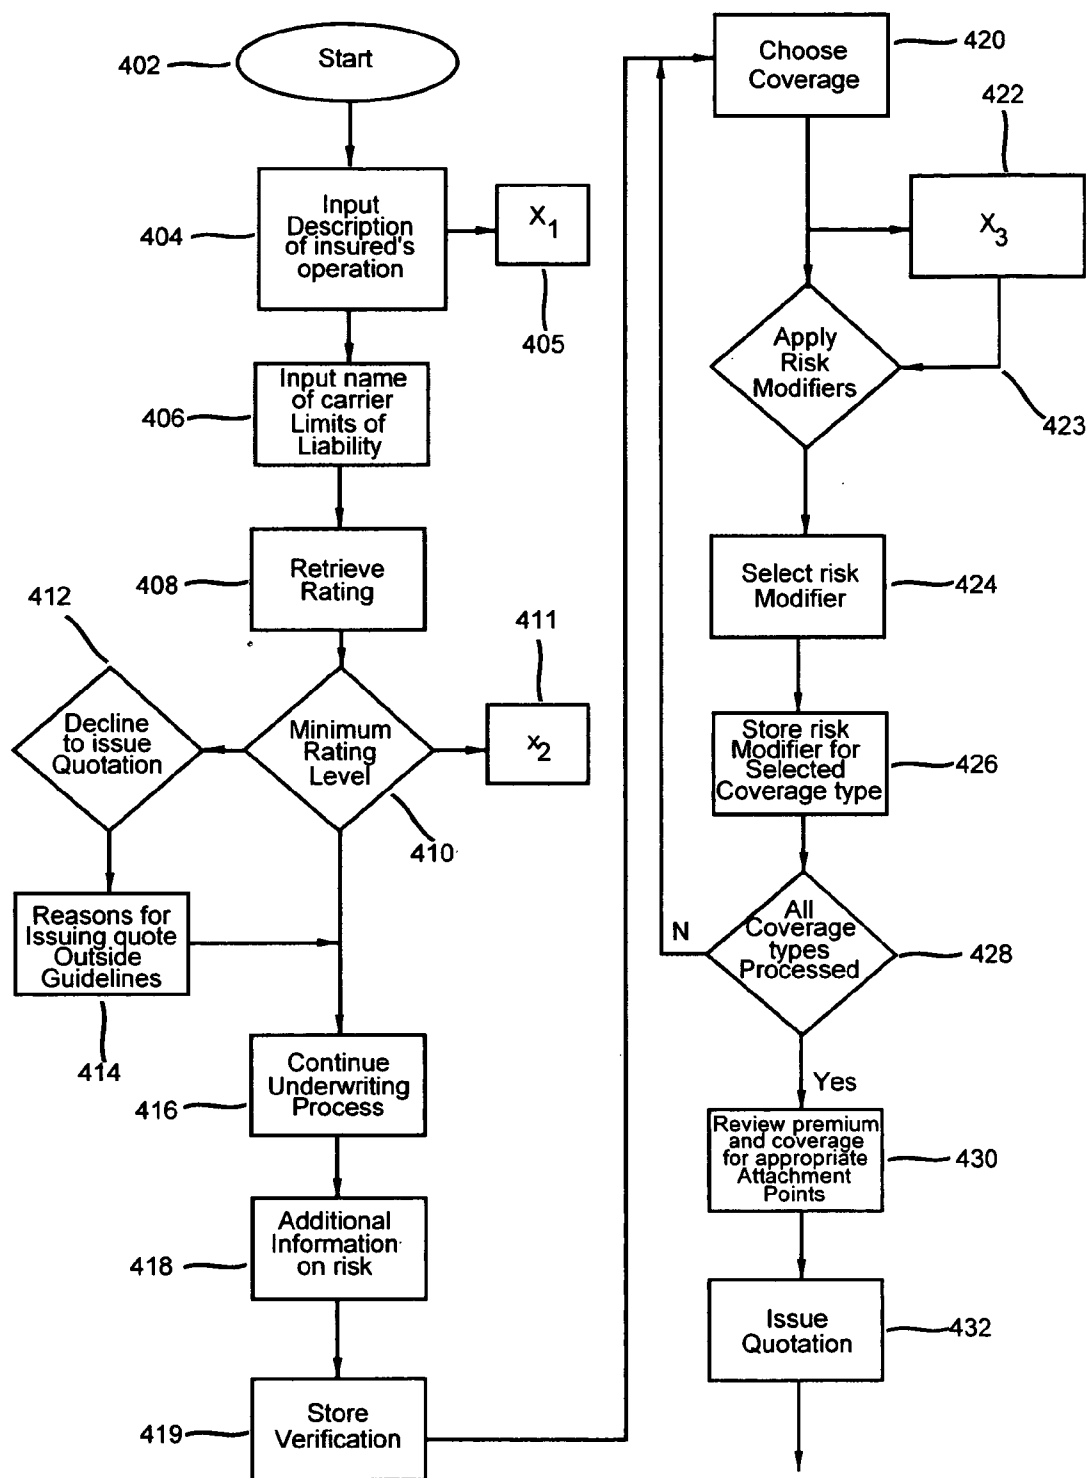 402
Start
404
Input
Description
of insured's
operation
X1
405
406
Input name
of carrier
Limits of
Liability
408
Retrieve
Rating
412
Decline
to issue
Quotation
Minimum
Rating
Level
410
411
x2
Reasons for
Issuing quote
Outside
Guidelines
414
416
Continue
Underwriting
Process
418
Additional
Information
on risk
419
Store
Verification
Choose
Coverage
420
422
X3
Apply
Risk
Modifiers
423
Select risk
Modifier
424
Store risk
Modifier for
Selected
Coverage type
426
N
All
Coverage
types
Processed
428
Yes
Review premium
and coverage
for appropriate
Attachment
Points
430
Issue
Quotation
432